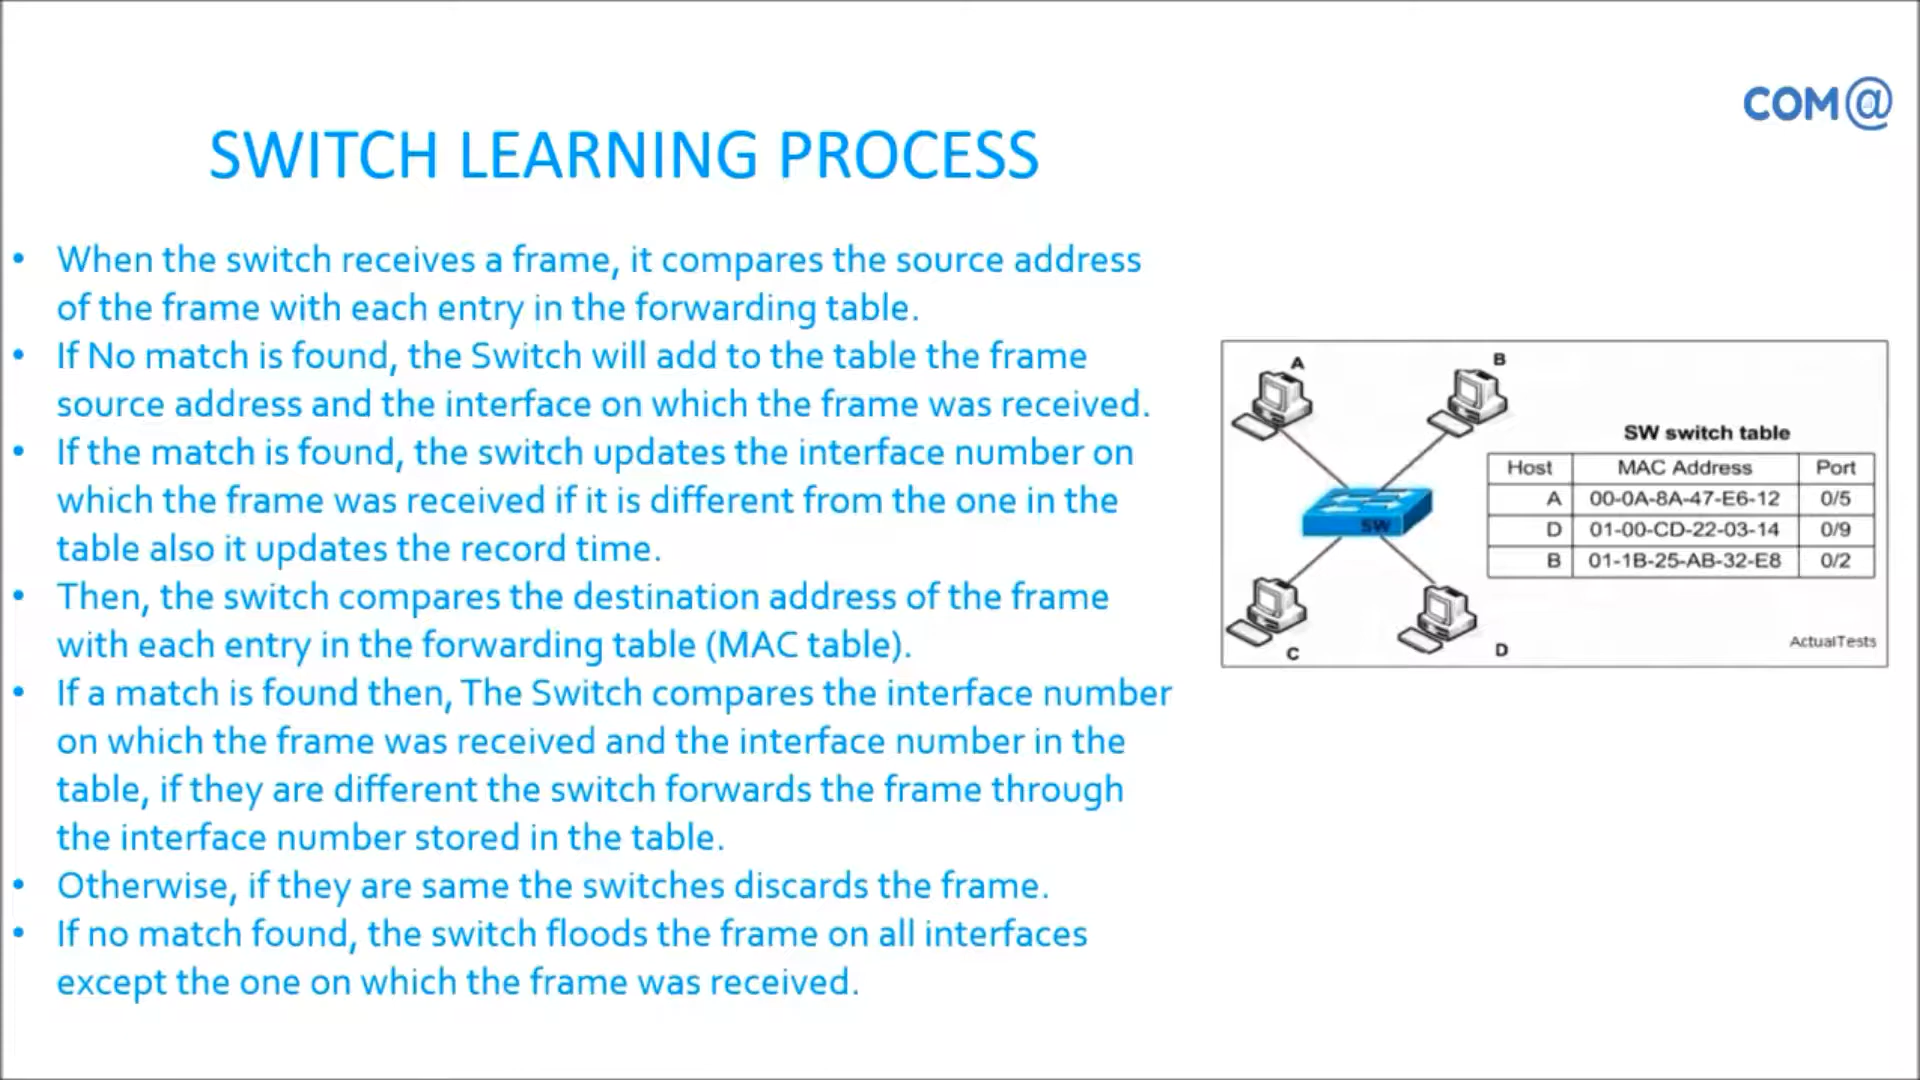 COM@
SWITCH LEARNING PROCESS
• When the switch receives a frame, it compares the source address
of the frame with each entry in the forwarding table.
• If No match is found, the Switch will add to the table the frame
source address and the interface on which the frame was received.
• If the match is found, the switch updates the interface number on
which the frame was received if it is different from the one in the
table also it updates the record time.
• Then, the switch compares the destination address of the frame
with each entry in the forwarding table (MAC table).
• If a match is found then, The Switch compares the interface number
on which the frame was received and the interface number in the
table, if they are different the switch forwards the frame through
the interface number stored in the table.
• Otherwise, if they are same the switches discards the frame.
• If no match found, the switch floods the frame on all interfaces
except the one on which the frame was received.
A B
SW
C D
SW switch table
Host MAC Address Port
A 00-0A-8A-47-E6-12 0/5
D 01-00-CD-22-03-14 0/9
B 01-1B-25-AB-32-E8 0/2
ActualTests